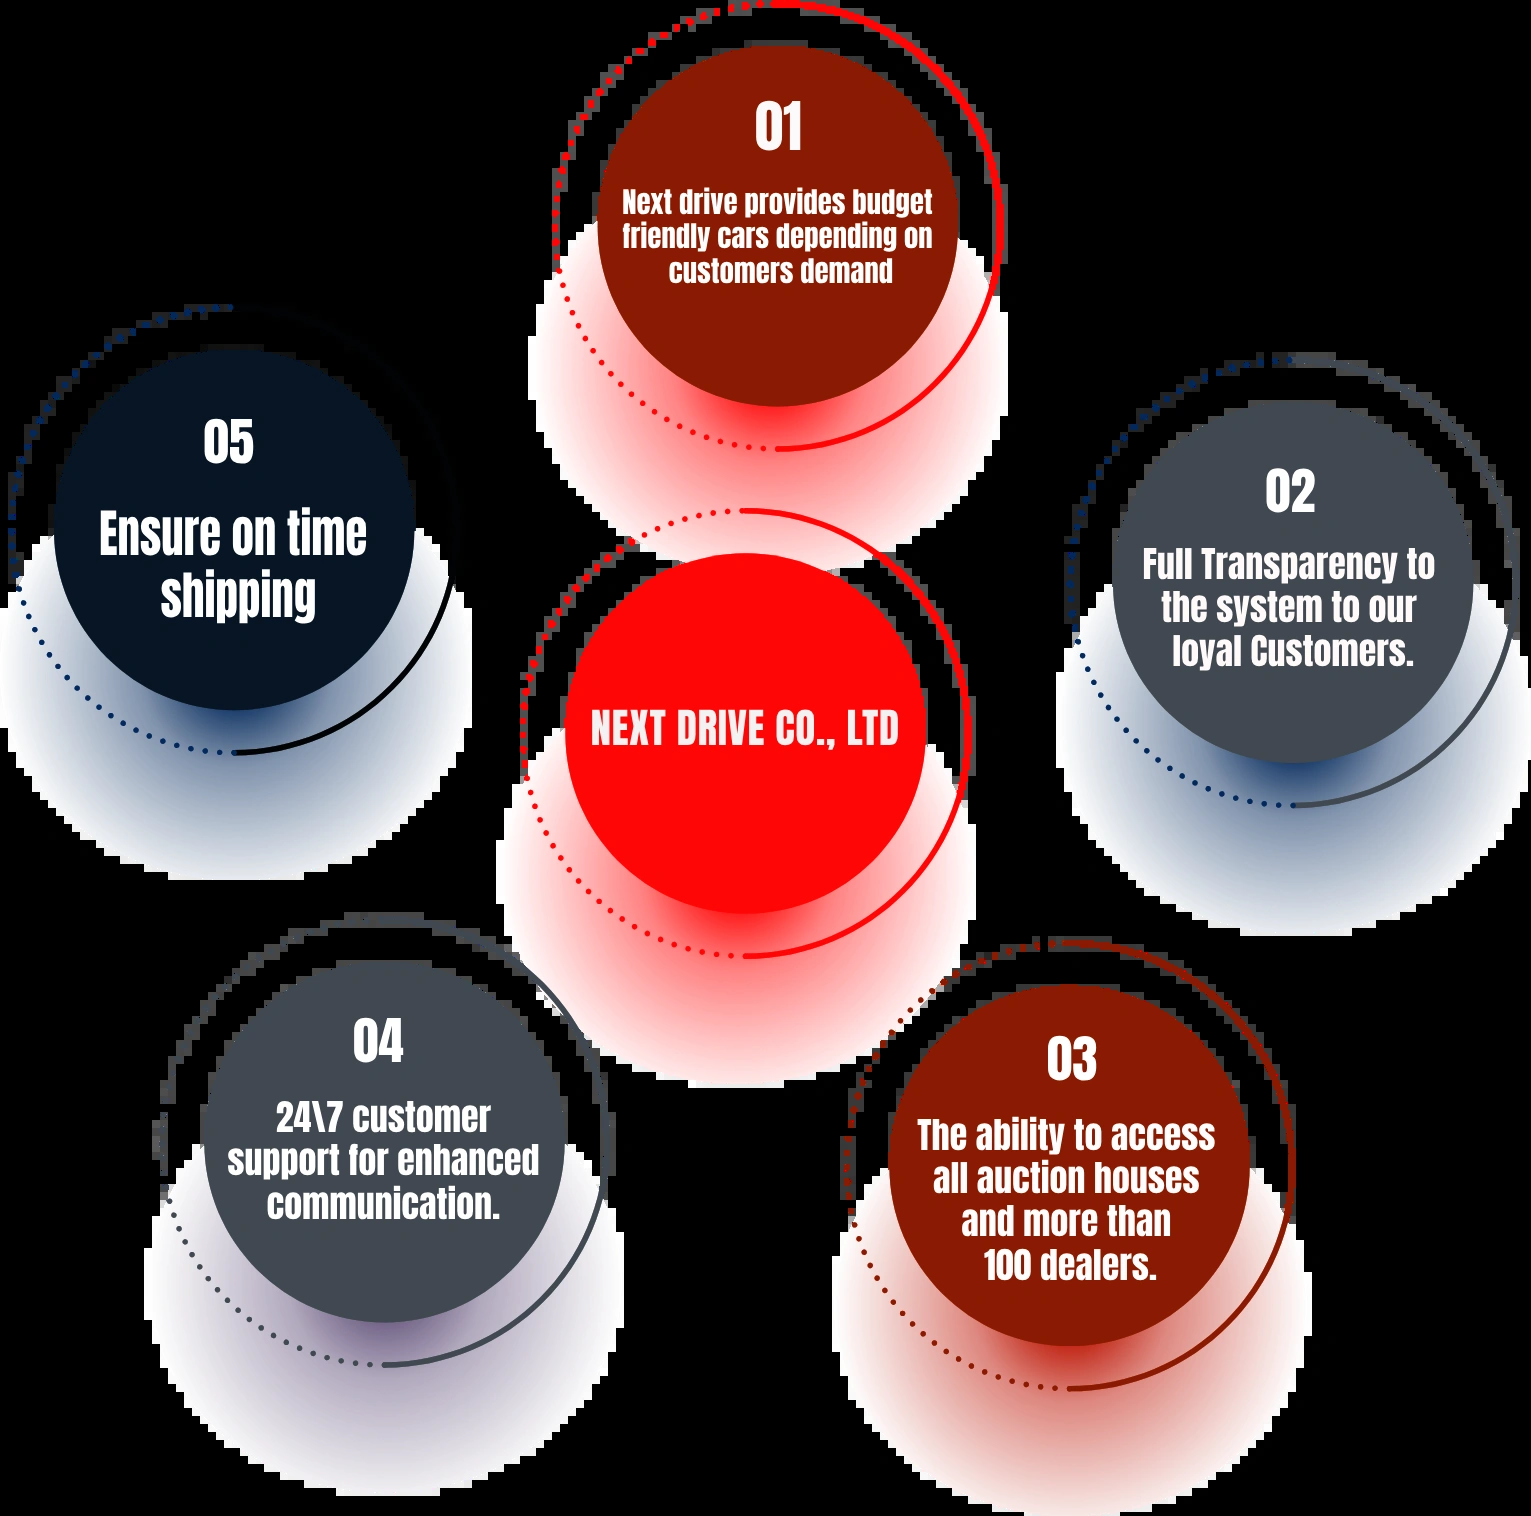 01
Next drive provides budget
friendly cars depending on
customers demand
05
Ensure on time
shipping
02
Full Transparency to
the system to our
loyal Customers.
NEXT DRIVE CO., LTD
04
24\7 customer
support for enhanced
communication.
03
The ability to access
all auction houses
and more than
100 dealers.